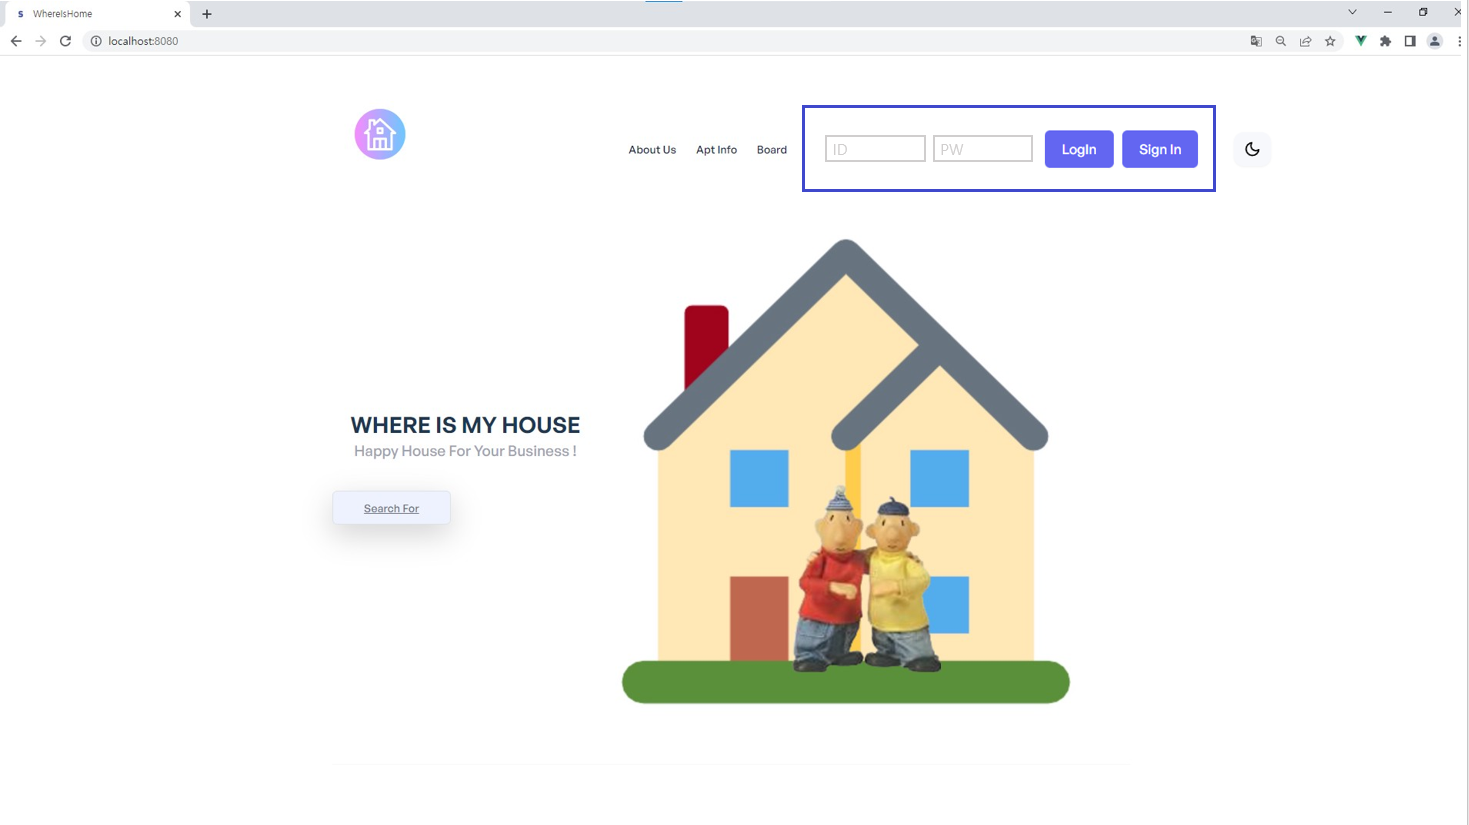 WhereIsHome
localhost:8080
About Us Apt Info Board ID PW LogIn Sign In
WHERE IS MY HOUSE
Happy House For Your Business !
Search For